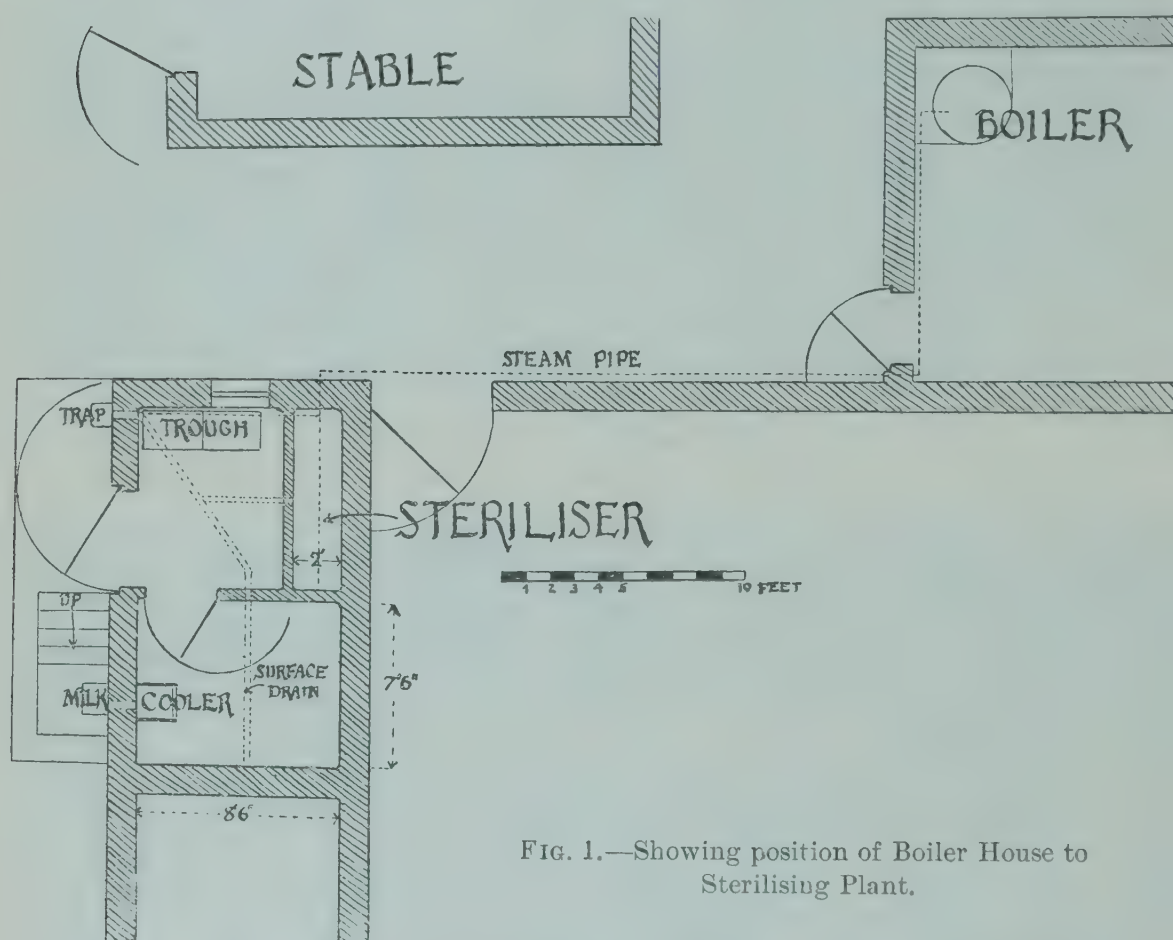 STABLE
BOILER
STEAM PIPE
TRAP
TROUGH
STERILISER
2'
1 2 3 4 5 10 FEET
UP
SURFACE
DRAIN
7'6"
MILK COOLER
8'6"
FIG. 1.—Showing position of Boiler House to
Sterilising Plant.